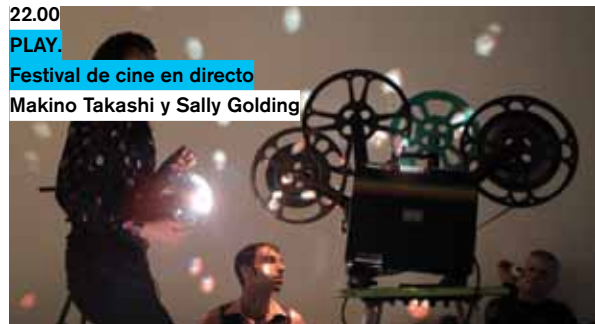 22.00
PLAY.
Festival de cine en directo
Makino Takashi y Sally Golding